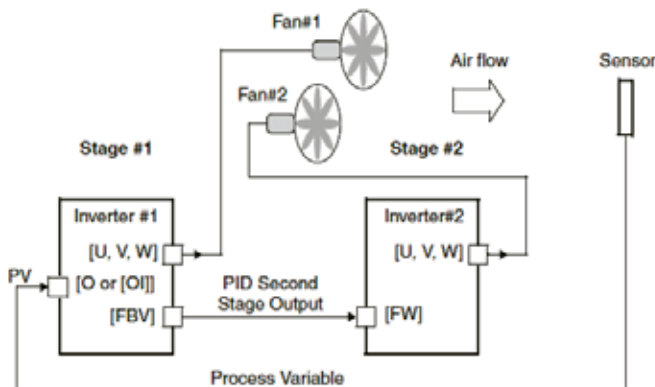 Fan#1
Air flow
Sensor
Fan#2
Stage #1
Stage #2
Inverter #1
Inverter#2
[U, V, W]
[U, V, W]
PV
[O or [OI]]
PID Second
Stage Output
[FBV]
[FW]
Process Variable